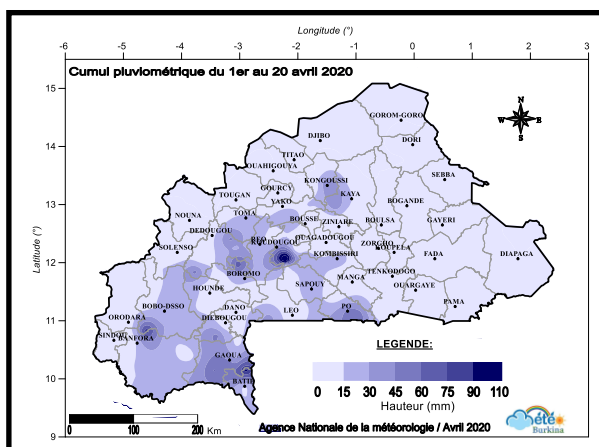 Longitude (°)
-6 -5 -4 -3 -2 -1 0 1 2 3
Cumul pluviométrique du 1er au 20 avril 2020
15
14
13
12
11
10
9
Latitude (°)
N
W E
S
GOROM-GORO
DJIBO
DORI
TITAO
OUAHIGOUYA
KONGOUSSI
SEBBA
TOUGAN
GOURCY
KAYA
YAKO
BOGANDE
NOUNA
TOMA
BOUSSE
ZINIARE
BOULSA
GAYERI
DEDOUGOU
OUAGADOUGOU
ZORGHO
SOLENSO
KOMBISSIRI
FADA
DIAPAGA
BOROMO
MANGA
TENKODOGO
HOUNDE
SAPOUY
OUARGAYE
BOBO-DSSO
DANO
LEO
PO
PAMA
ORODARA
DIEBOUGOU
SINDOU
BANFORA
GAOUA
BATIE
LEGENDE:
0 15 30 45 60 75 90 110
Hauteur (mm)
0 100 200 Km
Agence Nationale de la météorologie / Avril 2020
météo
Burkina